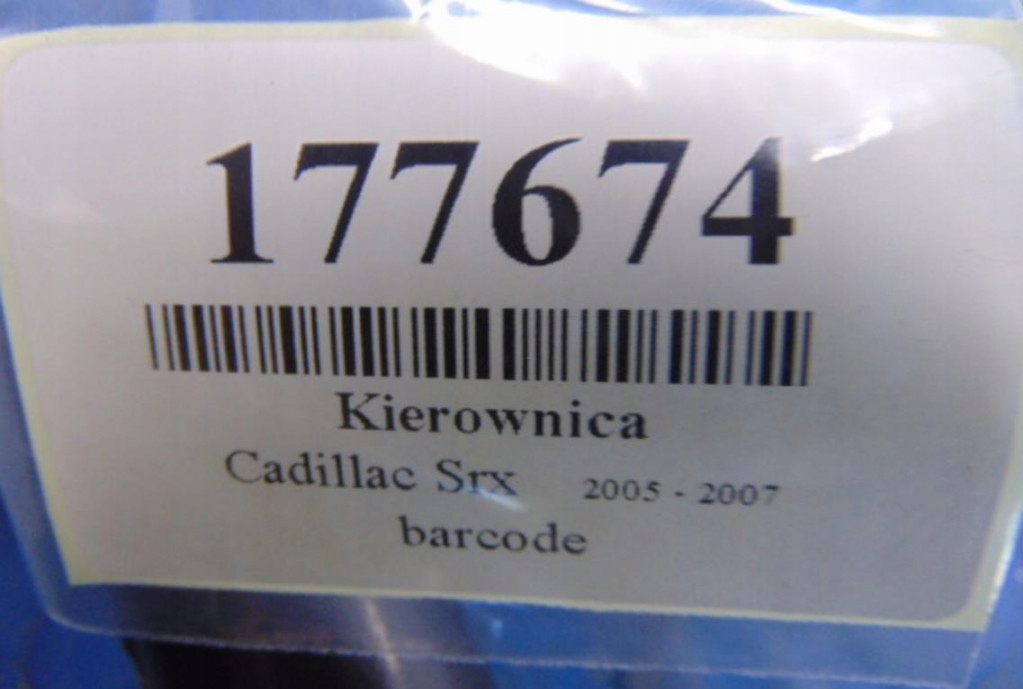 177674
Kierownica
Cadillac Srx 2005 - 2007
barcode